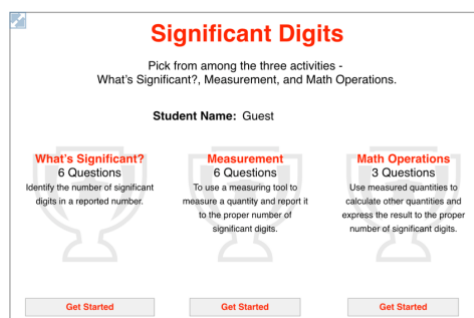 Significant Digits
Pick from among the three activities -
What's Significant?, Measurement, and Math Operations.
Student Name: Guest
What's Significant?
6 Questions
Identify the number of significant
digits in a reported number.
Measurement
6 Questions
To use a measuring tool to
measure a quantity and report it
to the proper number of
significant digits.
Math Operations
3 Questions
Use measured quantities to
calculate other quantities and
express the result to the proper
number of significant digits.
Get Started
Get Started
Get Started